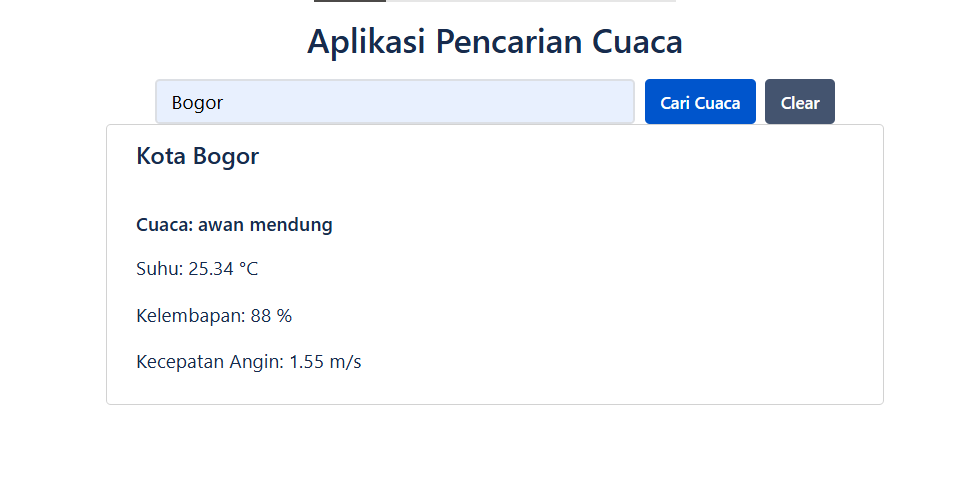 Aplikasi Pencarian Cuaca
Bogor Cari Cuaca Clear
Kota Bogor
Cuaca: awan mendung
Suhu: 25.34 °C
Kelembapan: 88 %
Kecepatan Angin: 1.55 m/s